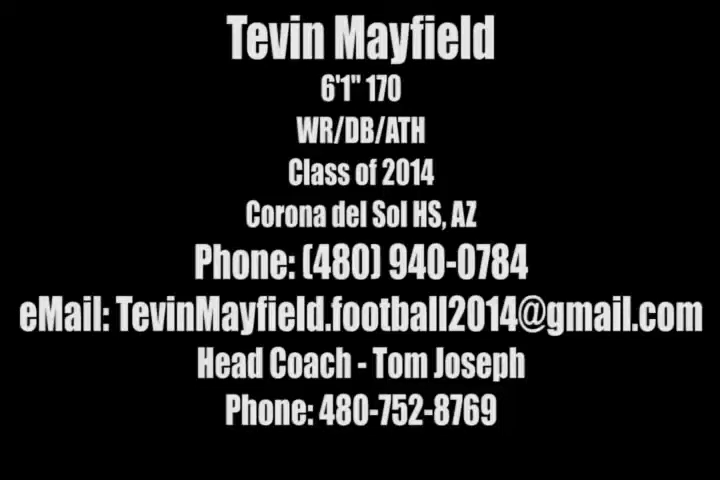 Tevin Mayfield
6'1" 170
WR/DB/ATH
Class of 2014
Corona del Sol HS, AZ
Phone: (480) 940-0784
eMail: TevinMayfield.football2014@gmail.com
Head Coach - Tom Joseph
Phone: 480-752-8769